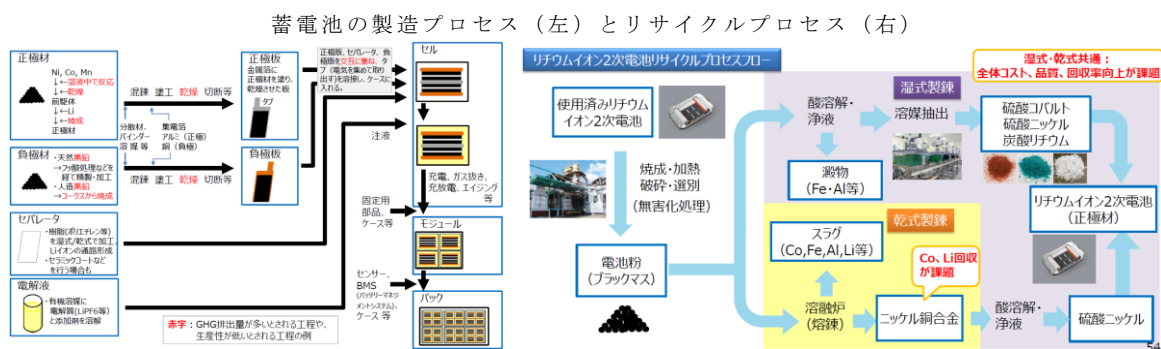 蓄電池の製造プロセス（左）とリサイクルプロセス（右）
正極材
Ni, Co, Mn
↓←溶液中で反応
↓←乾燥
前駆体
↓←Li
↓←焼成
正極材
混錬 塗工 乾燥 切断等
分散材、
バインダー
溶媒等
集電箔
アルミ（正極）
銅（負極）
正極板
金属箔に
正極材を塗り、
乾燥させた板
タブ
負極材
・天然黒鉛
→フッ酸処理などを
経て精製・加工
・人造黒鉛
→コークスから焼成
混錬 塗工 乾燥 切断等
負極板
セパレータ
・樹脂(ポリエチレン等)
を湿式/乾式で加工、
Liイオンの通路形成
・セラミックコートなど
を行う場合も
電解液
・有機溶媒に
電解質(LiPF6等)
と添加剤を溶解
正極版、セパレータ、負
極版を交互に重ね、タ
ブ（電気を集めて取り
出す)を溶接し、ケースに
入れる。
セル
注液
充電、ガス抜き、
充放電、エイジング
等
固定用
部品、ケ
ース等
モジュール
センサー、
BMS
(バッテリーマネジ
メントシステム)、
ケース 等
パック
赤字：GHG排出量が多いとされる工程や、
生産性が低いとされる工程の例
リチウムイオン2次電池リサイクルプロセスフロー
使用済みリチウム
イオン2次電池
焼成・加熱
破砕・選別
（無害化処理）
電池粉
（ブラックマス）
湿式・乾式共通：
全体コスト、品質、回収率向上が課題
湿式製錬
酸溶解・
浄液
溶媒抽出
硫酸コバルト
硫酸ニッケル
炭酸リチウム
澱物
（Fe・Al等）
リチウムイオン2次電池
（正極材）
乾式製錬
スラグ
（Co,Fe,Al,Li等）
Co、Li回収
が課題
溶融炉
（熔錬）
ニッケル銅合金
酸溶解・
浄液
硫酸ニッケル
54